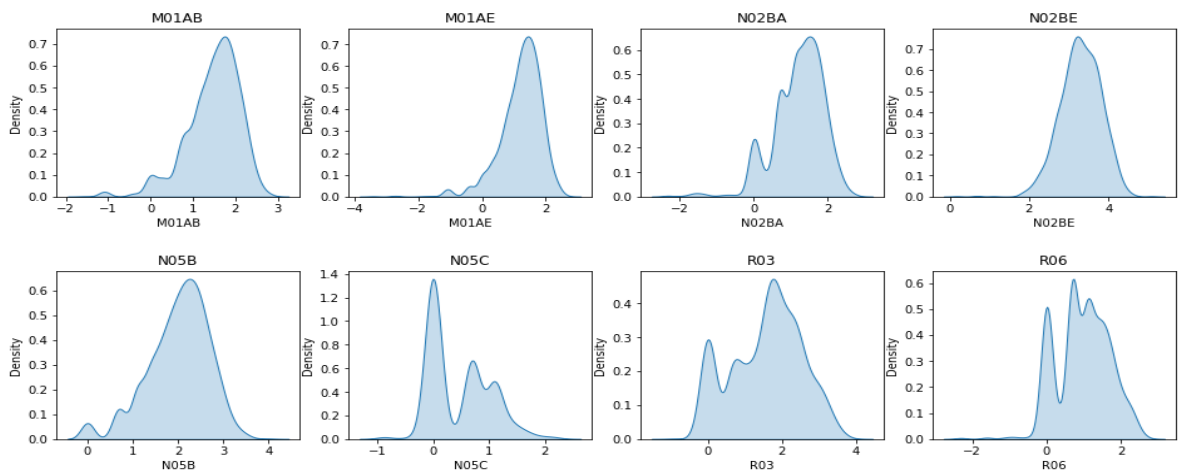 M01AB M01AE N02BA N02BE
0.7 0.7 0.6 0.7
0.6 0.6 0.5 0.6
0.5 0.5 0.4 0.5
0.4 0.4 0.3 0.4
0.3 0.3 0.2 0.3
0.2 0.2 0.1 0.2
0.1 0.1 0.0 0.1
0.0 0.0 0.0
Density Density Density Density
−2 −1 0 1 2 3 −4 −2 0 2 −2 0 2 0 2 4
M01AB M01AE N02BA N02BE
N05B N05C R03 R06
0.6 1.4 0.4 0.6
0.5 1.2 0.3 0.5
0.4 1.0 0.2 0.4
0.3 0.8 0.1 0.3
0.2 0.6 0.0 0.2
0.1 0.4 0.1
0.0 0.2 0.0
0.0
Density Density Density Density
0 1 2 3 4 −1 0 1 2 0 2 4 −2 0 2
N05B N05C R03 R06